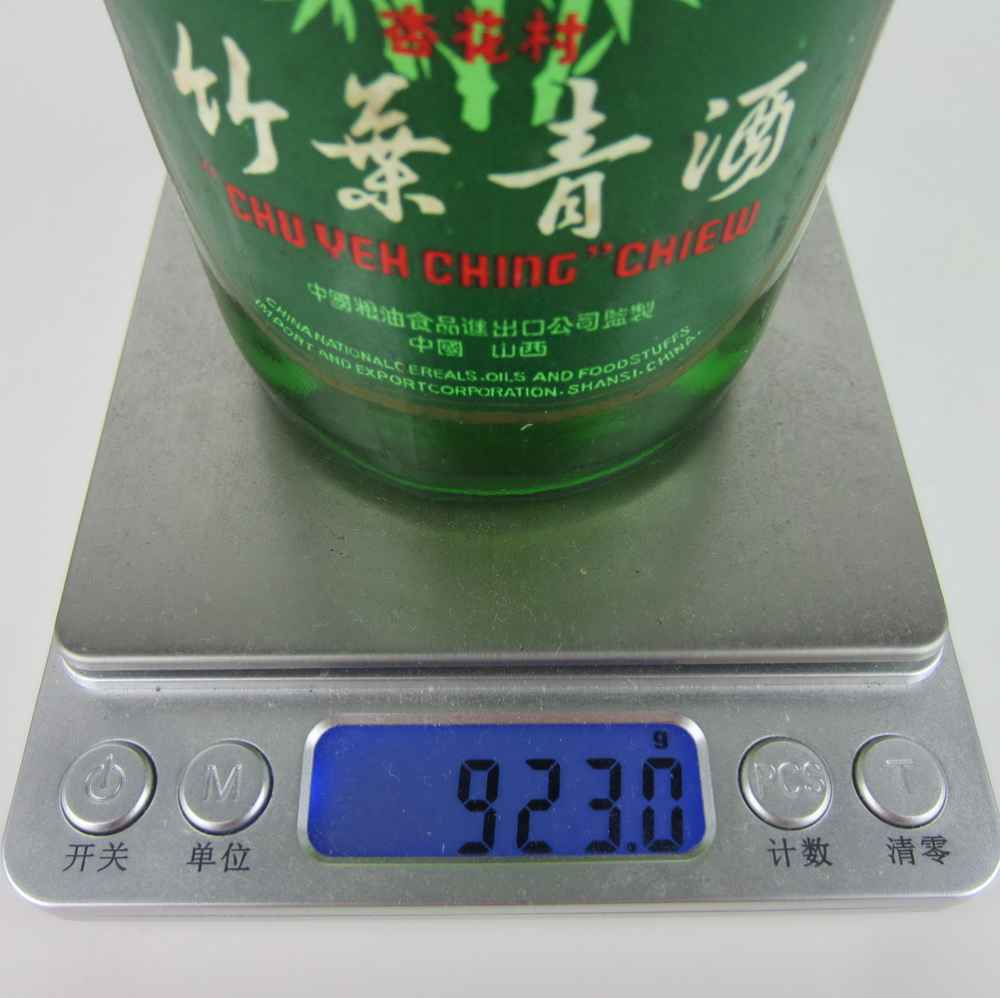 杏花村
竹葉青酒
"CHU YEH CHING" CHIEW
中國粮油食品進出口公司監製
中國 山西
CHINA NATIONAL CEREALS.OILS AND FOODSTUFFS.
IMPORT AND EXPORT CORPORATION. SHANSI. CHINA.
g
923.0
M
PCS
T
开关
单位
计数
清零